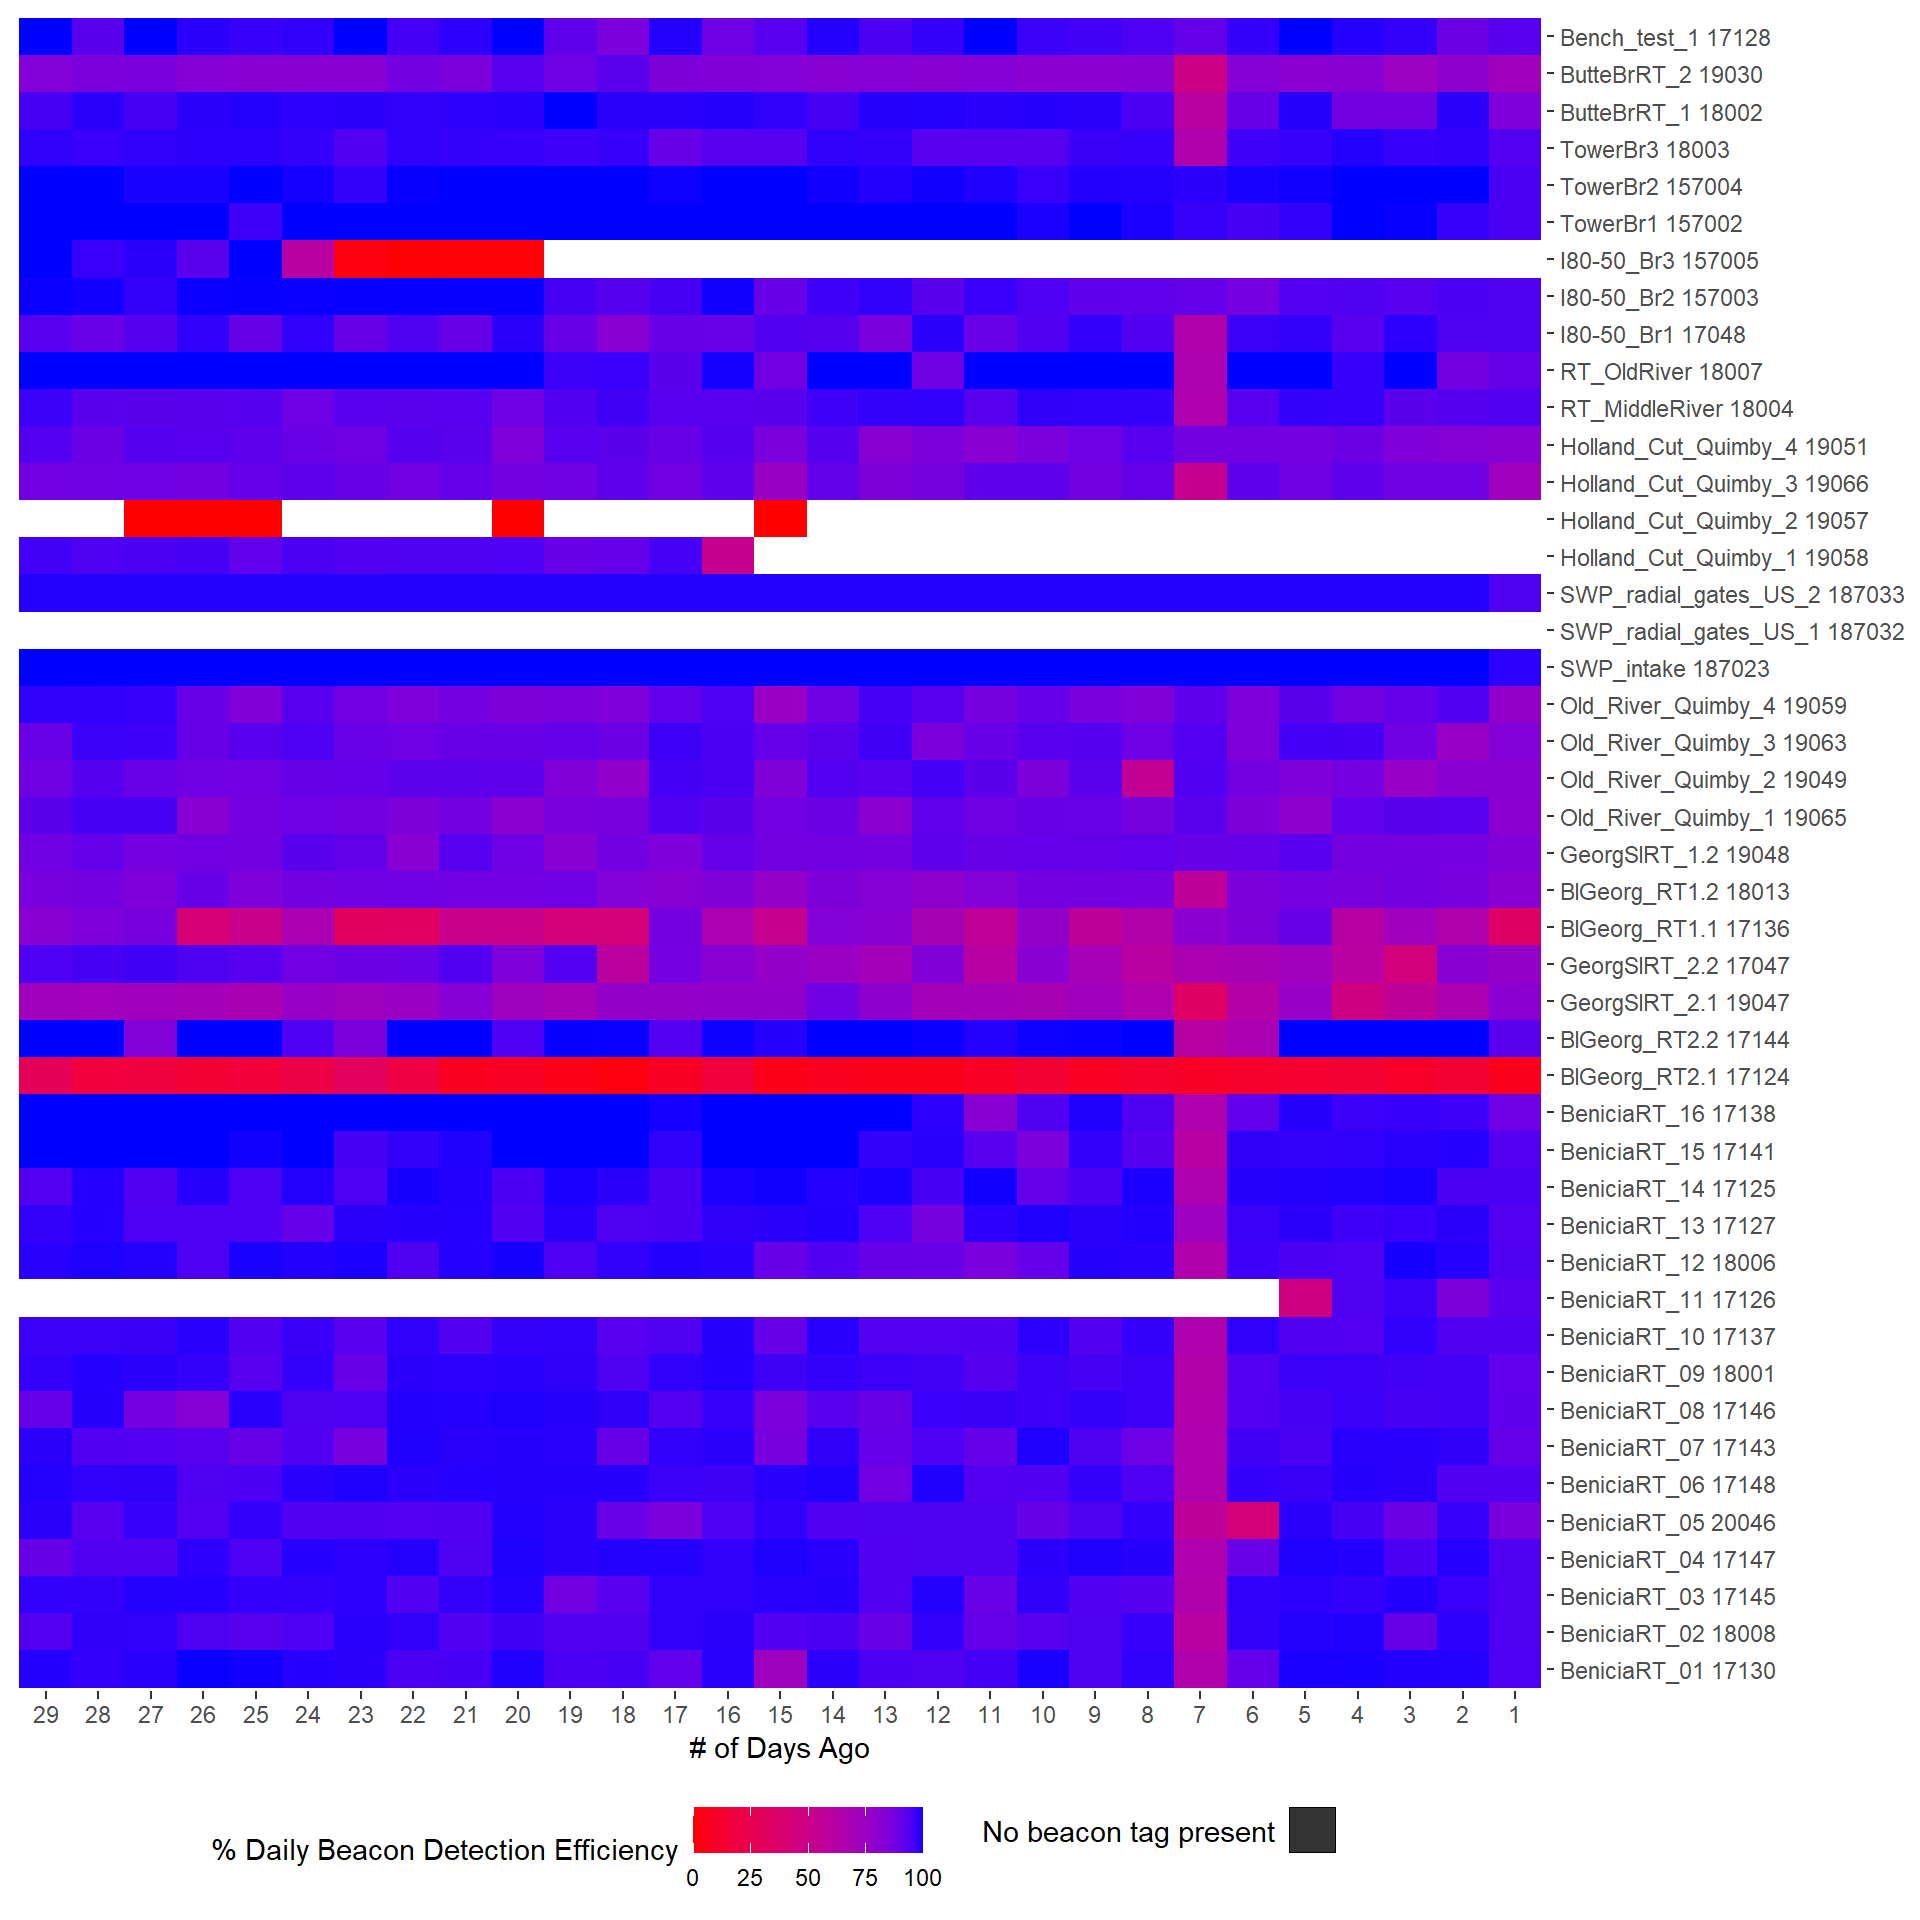 Bench_test_1 17128
ButteBrRT_2 19030
ButteBrRT_1 18002
TowerBr3 18003
TowerBr2 157004
TowerBr1 157002
I80-50_Br3 157005
I80-50_Br2 157003
I80-50_Br1 17048
RT_OldRiver 18007
RT_MiddleRiver 18004
Holland_Cut_Quimby_4 19051
Holland_Cut_Quimby_3 19066
Holland_Cut_Quimby_2 19057
Holland_Cut_Quimby_1 19058
SWP_radial_gates_US_2 187033
SWP_radial_gates_US_1 187032
SWP_intake 187023
Old_River_Quimby_4 19059
Old_River_Quimby_3 19063
Old_River_Quimby_2 19049
Old_River_Quimby_1 19065
GeorgSlRT_1.2 19048
BlGeorg_RT1.2 18013
BlGeorg_RT1.1 17136
GeorgSlRT_2.2 17047
GeorgSlRT_2.1 19047
BlGeorg_RT2.2 17144
BlGeorg_RT2.1 17124
BeniciaRT_16 17138
BeniciaRT_15 17141
BeniciaRT_14 17125
BeniciaRT_13 17127
BeniciaRT_12 18006
BeniciaRT_11 17126
BeniciaRT_10 17137
BeniciaRT_09 18001
BeniciaRT_08 17146
BeniciaRT_07 17143
BeniciaRT_06 17148
BeniciaRT_05 20046
BeniciaRT_04 17147
BeniciaRT_03 17145
BeniciaRT_02 18008
BeniciaRT_01 17130
29 28 27 26 25 24 23 22 21 20 19 18 17 16 15 14 13 12 11 10 9 8 7 6 5 4 3 2 1
# of Days Ago
% Daily Beacon Detection Efficiency
0 25 50 75 100
No beacon tag present